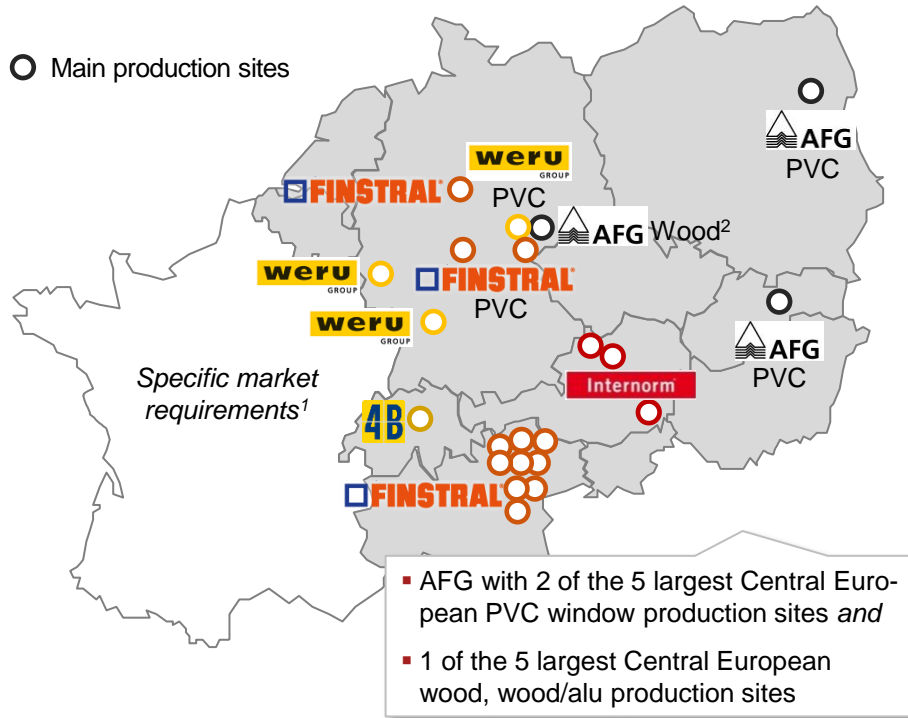 Main production sites
AFG
PVC
weru
GROUP
PVC
FINSTRAL®
AFG Wood²
weru
GROUP
FINSTRAL®
PVC
weru
GROUP
AFG
PVC
Specific market
requirements¹
Internorm®
4B
FINSTRAL®
▪ AFG with 2 of the 5 largest Central Euro-
pean PVC window production sites and
▪ 1 of the 5 largest Central European
wood, wood/alu production sites